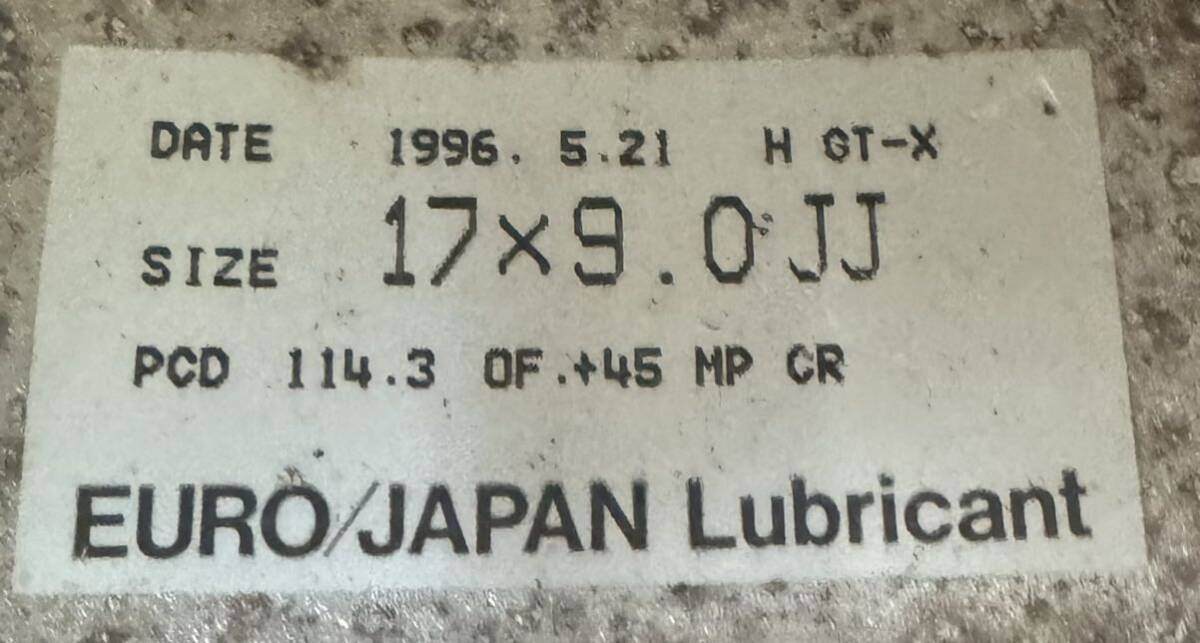 DATE 1996. 5.21 H GT-X
SIZE 17×9.0JJ
PCD 114.3 OF.+45 MP CR
EURO/JAPAN Lubricant